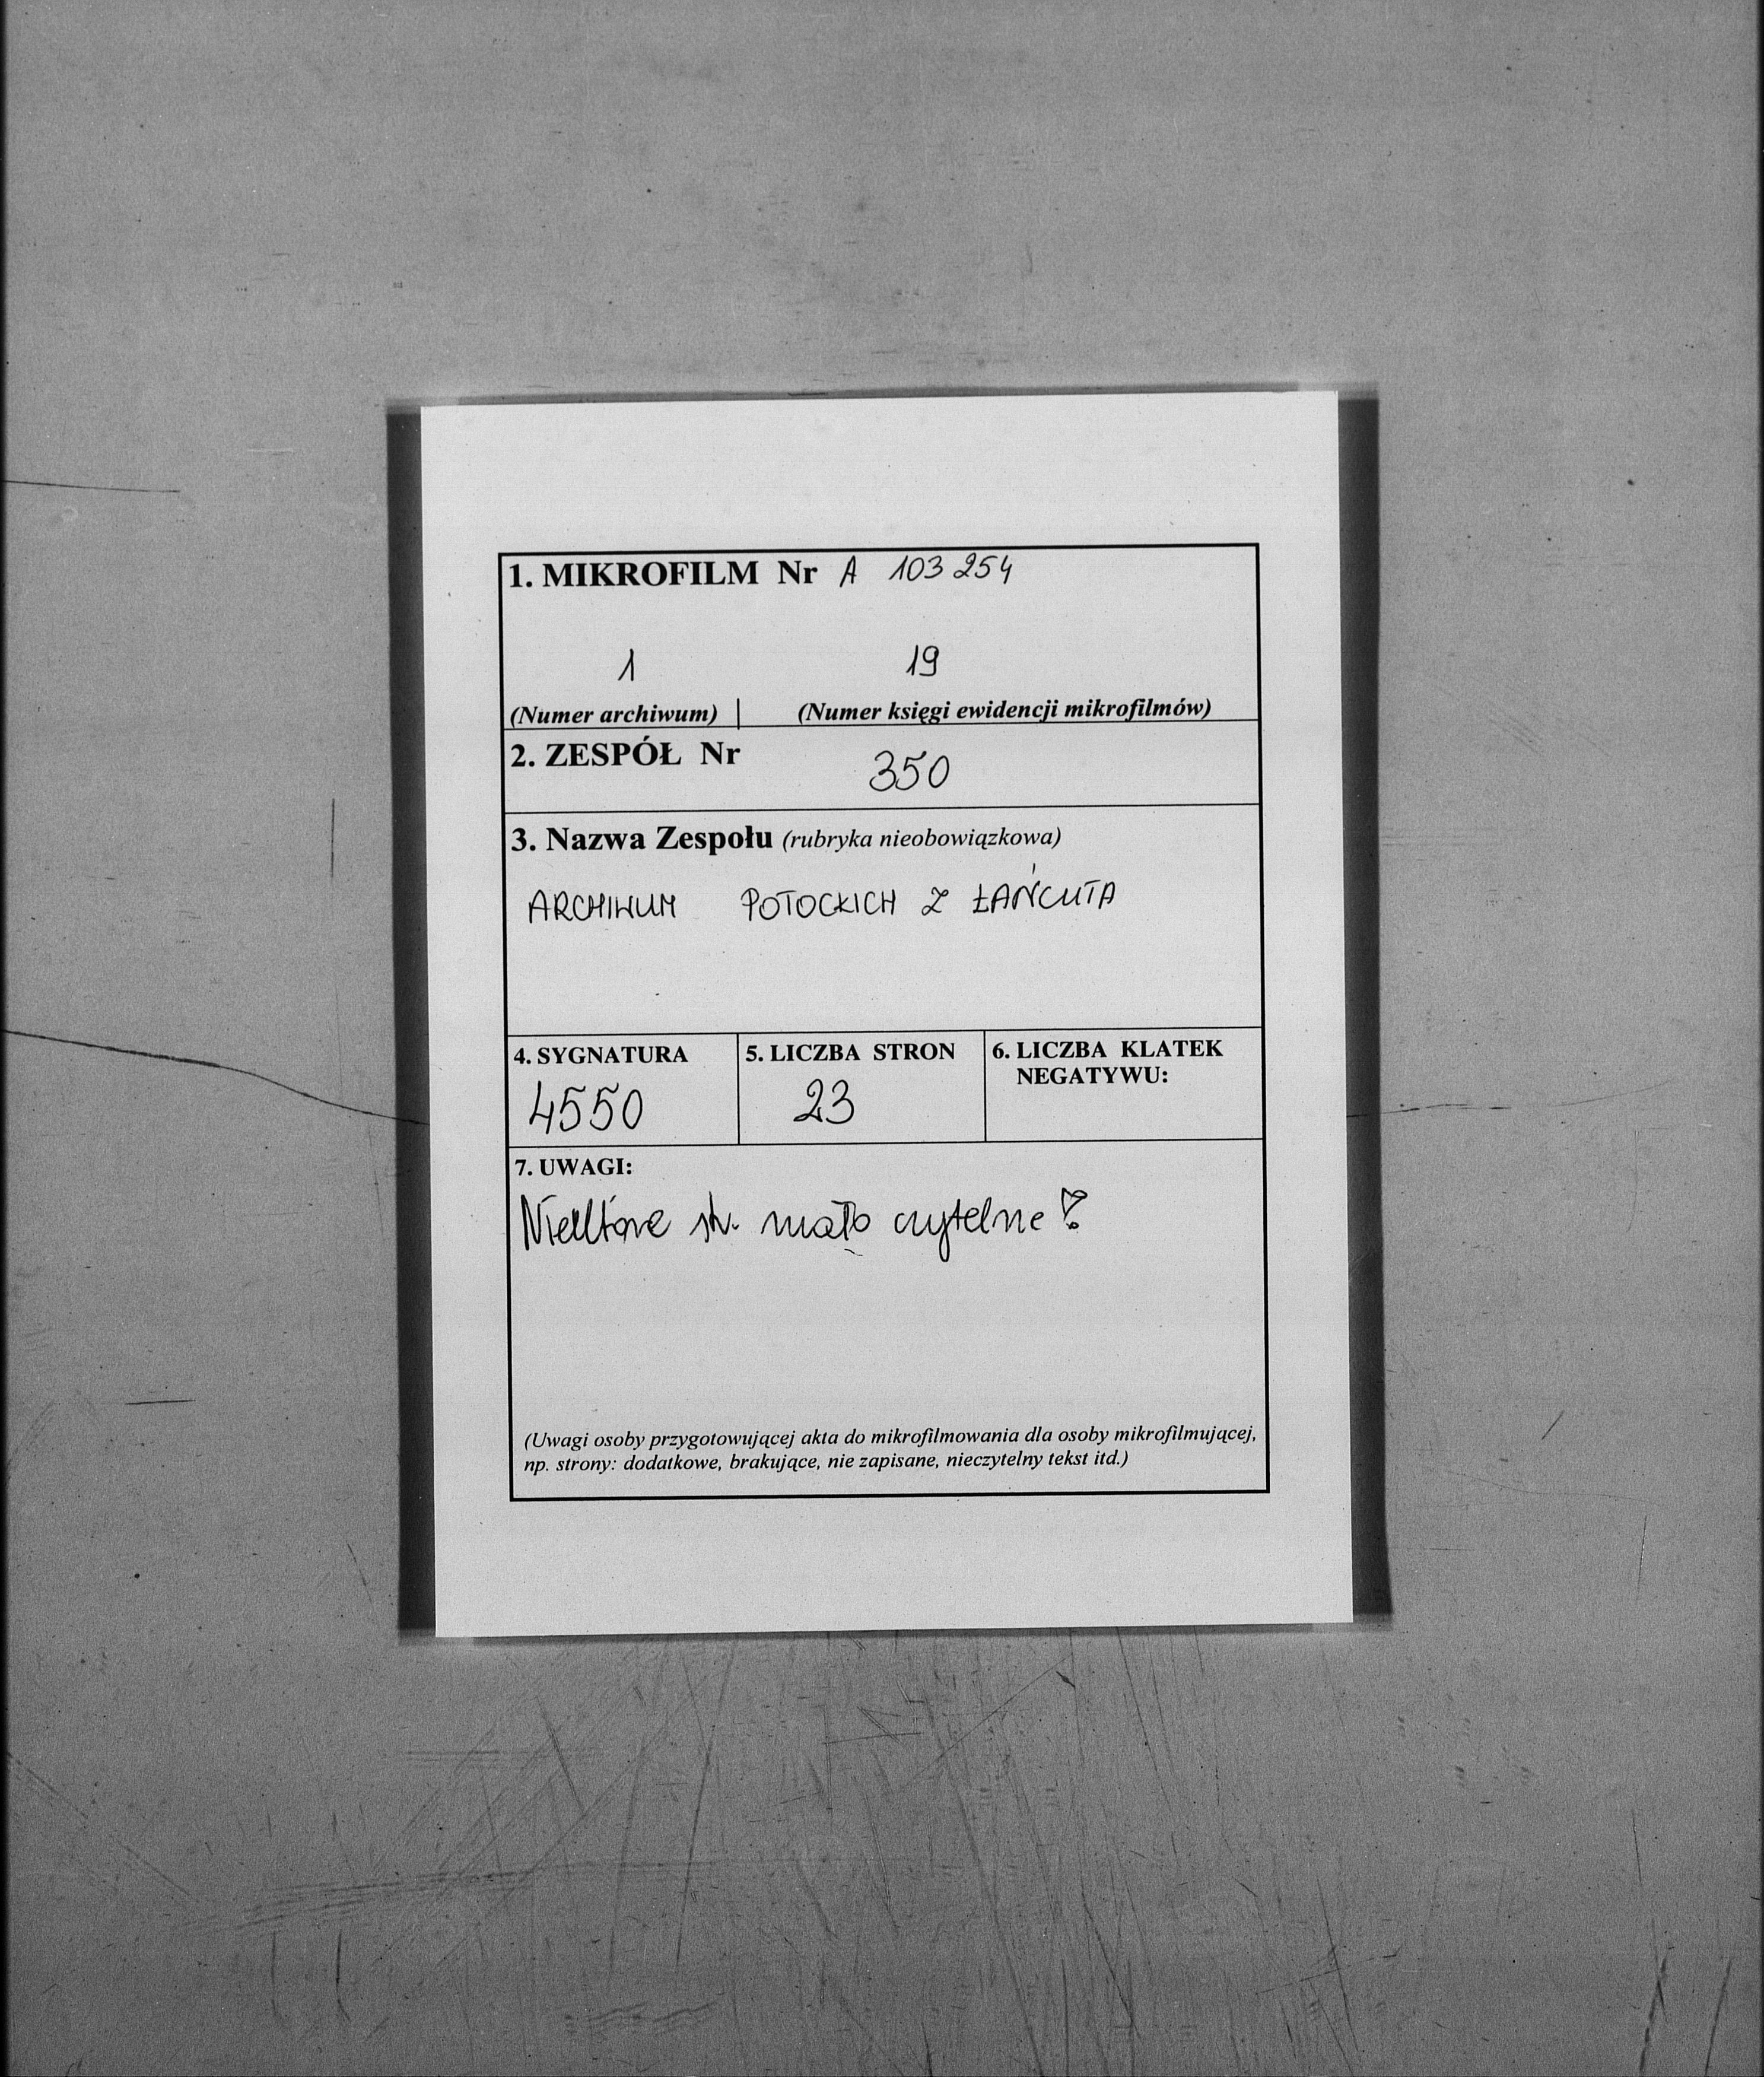 1. MIKROFILM Nr A 103 254
1 19
(Numer archiwum) | (Numer księgi ewidencji mikrofilmów)
2. ZESPÓŁ Nr 350
3. Nazwa Zespołu (rubryka nieobowiązkowa)
ARCHIWUM POTOCKICH Z ŁAŃCUTA
4. SYGNATURA 5. LICZBA STRON 6. LICZBA KLATEK
NEGATYWU:
4550 23
7. UWAGI:
Niektóre str. mało czytelne!
(Uwagi osoby przygotowującej akta do mikrofilmowania dla osoby mikrofilmującej,
np. strony: dodatkowe, brakujące, nie zapisane, nieczytelny tekst itd.)